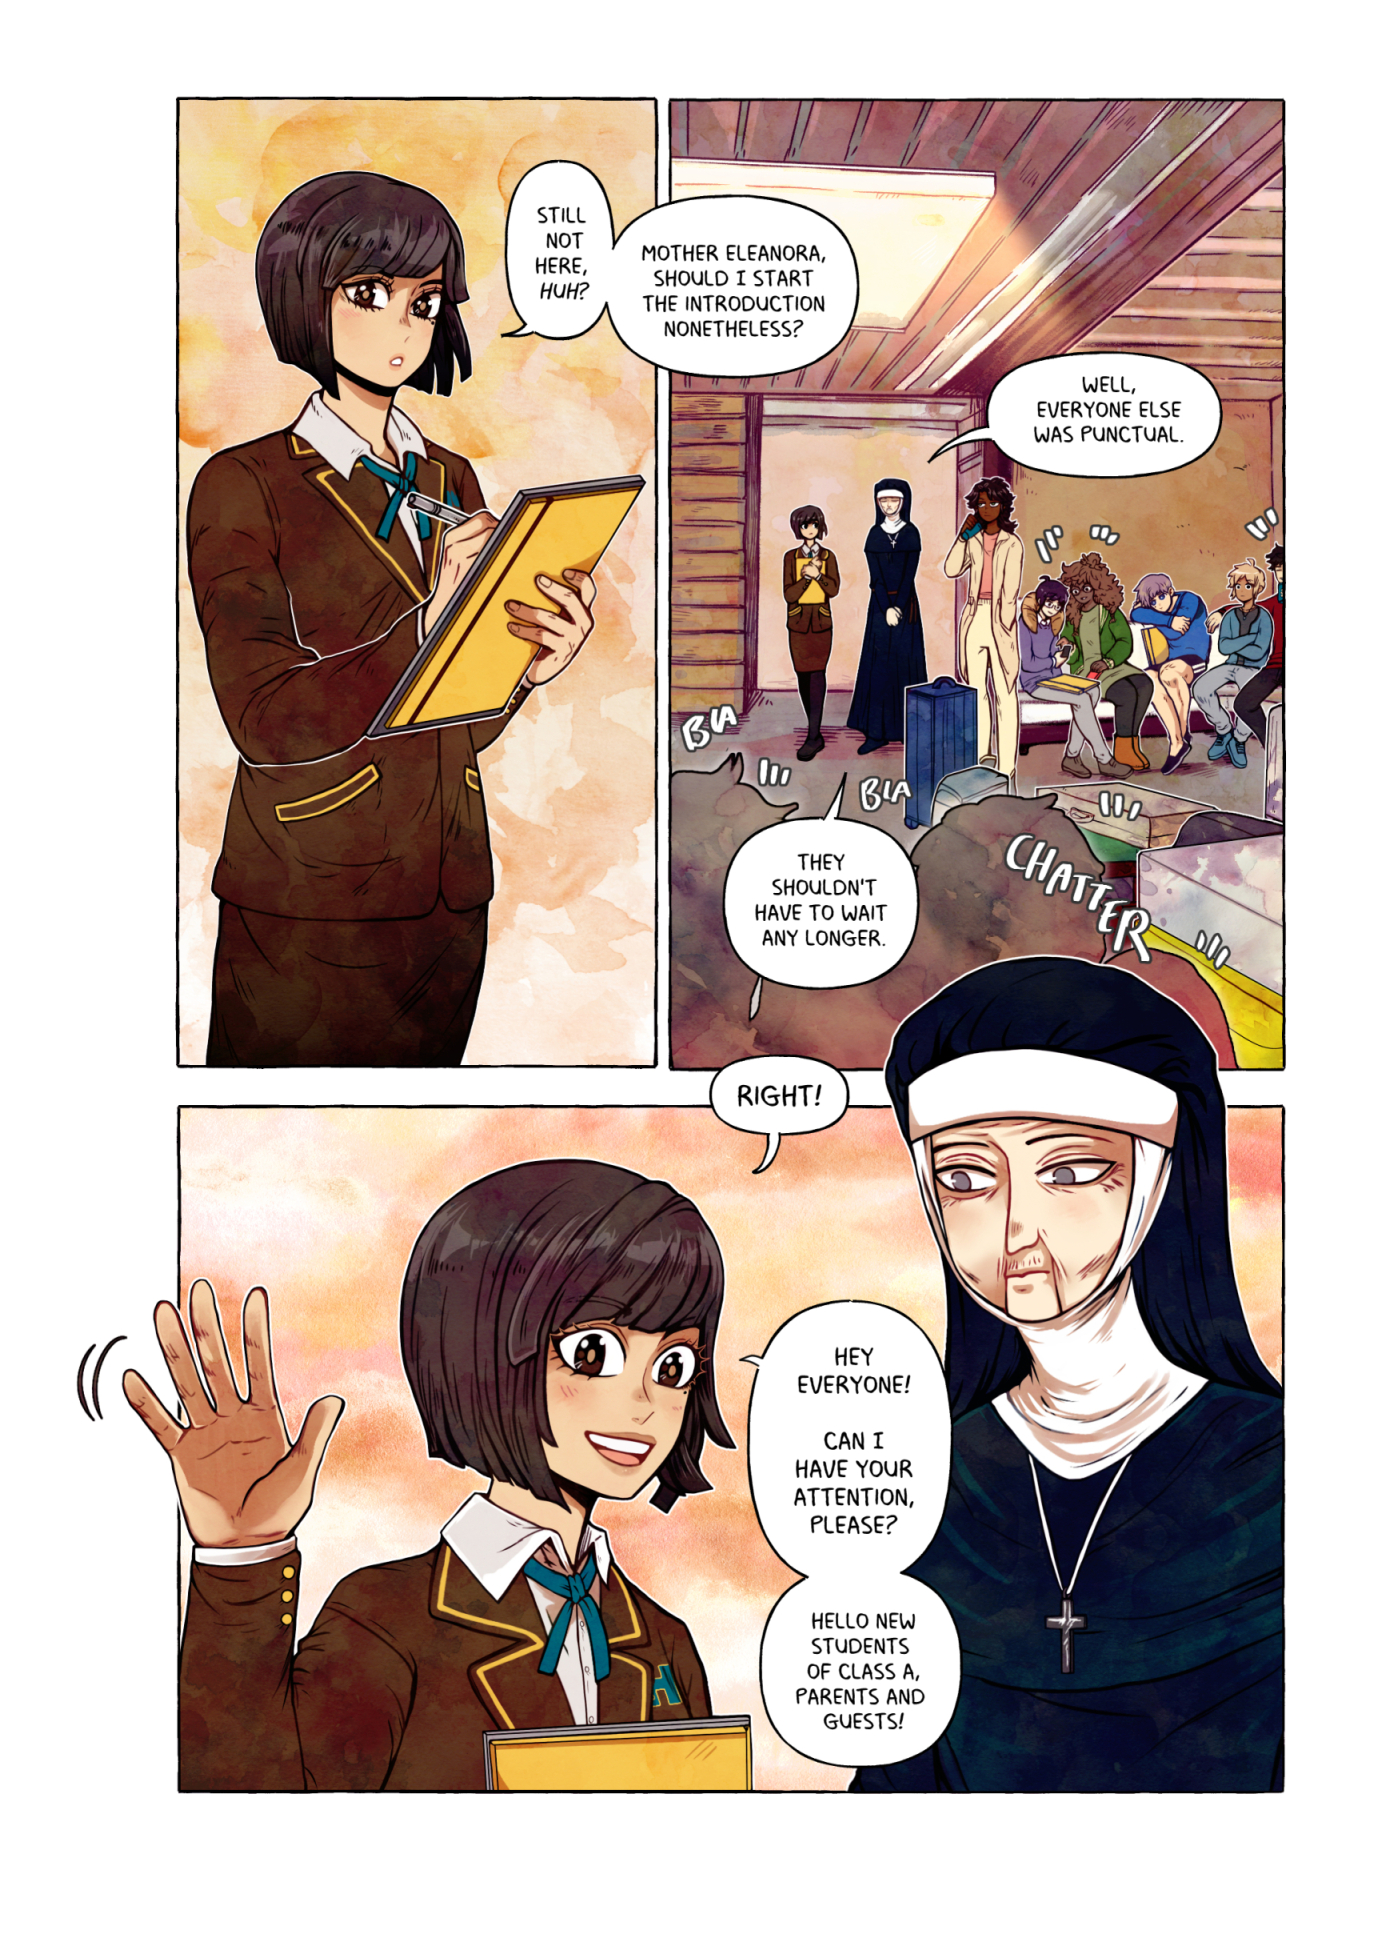 STILL
NOT
HERE,
HUH?
MOTHER ELEANORA,
SHOULD I START
THE INTRODUCTION
NONETHELESS?
WELL,
EVERYONE ELSE
WAS PUNCTUAL.
BLA
BLA
CHATTER
THEY
SHOULDN'T
HAVE TO WAIT
ANY LONGER.
RIGHT!
HEY
EVERYONE!
CAN I
HAVE YOUR
ATTENTION,
PLEASE?
HELLO NEW
STUDENTS
OF CLASS A,
PARENTS AND
GUESTS!
H